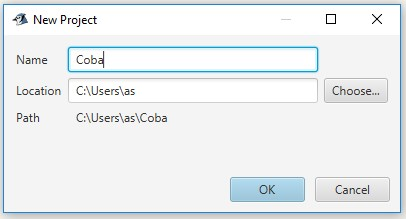 New Project
Name Coba
Location C:\Users\as Choose...
Path C:\Users\as\Coba
OK Cancel